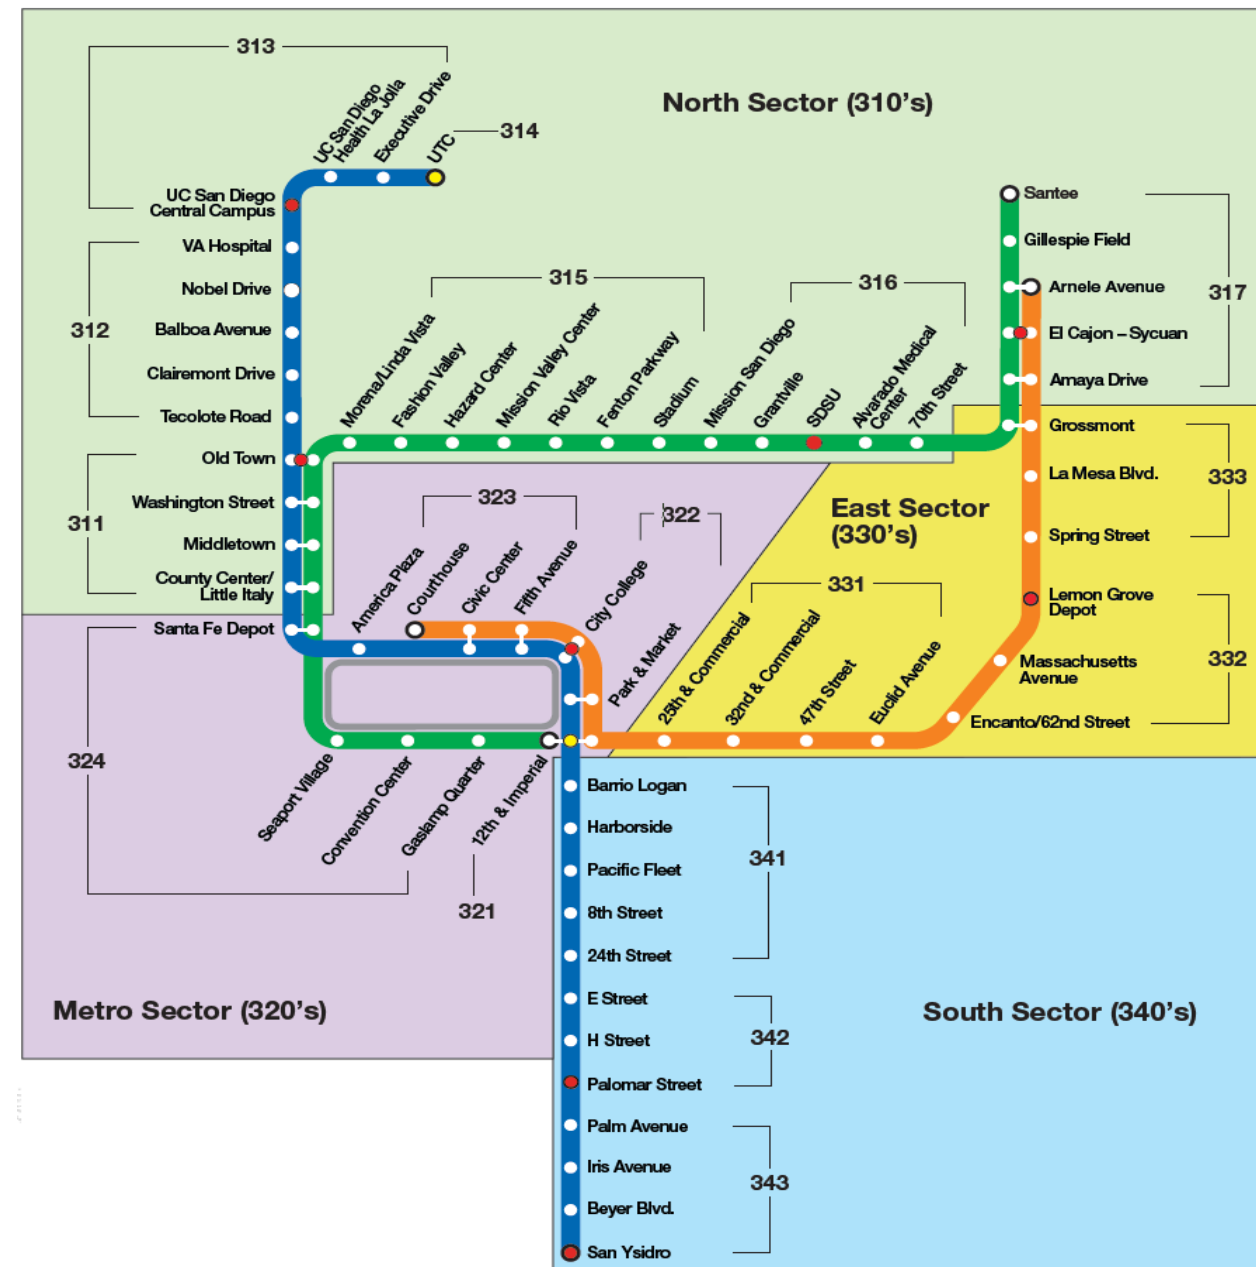 313
North Sector (310's)
UC San Diego
Health La Jolla
Executive Drive
UTC
314
UC San Diego
Central Campus
VA Hospital
Nobel Drive
Balboa Avenue
Clairemont Drive
Tecolote Road
312
Old Town
Washington Street
Middletown
County Center/
Little Italy
311
315
Morena/Linda Vista
Fashion Valley
Hazard Center
Mission Valley Center
Rio Vista
Fenton Parkway
Stadium
316
Mission San Diego
Grantville
SDSU
Alvarado Medical
Center
70th Street
Santee
Gillespie Field
Arnele Avenue
El Cajon – Sycuan
Amaya Drive
317
Grossmont
La Mesa Blvd.
Spring Street
333
East Sector
(330's)
Lemon Grove
Depot
Massachusetts
Avenue
Encanto/62nd Street
332
331
25th & Commercial
32nd & Commercial
47th Street
Euclid Avenue
323
America Plaza
Courthouse
Civic Center
Fifth Avenue
322
City College
Park & Market
Santa Fe Depot
324
Seaport Village
Convention Center
Gaslamp Quarter
12th & Imperial
321
Metro Sector (320's)
Barrio Logan
Harborside
Pacific Fleet
8th Street
24th Street
341
E Street
H Street
Palomar Street
342
South Sector (340's)
Palm Avenue
Iris Avenue
Beyer Blvd.
San Ysidro
343